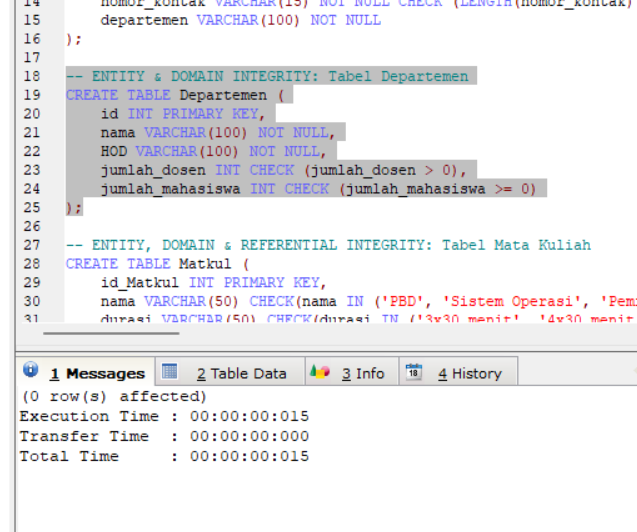 14 nomor_kontak VARCHAR(15) NOT NULL CHECK (LENGTH(nomor_kontak)
15 departemen VARCHAR(100) NOT NULL
16 );
17
18 -- ENTITY & DOMAIN INTEGRITY: Tabel Departemen
19 CREATE TABLE Departemen (
20 id INT PRIMARY KEY,
21 nama VARCHAR(100) NOT NULL,
22 HOD VARCHAR(100) NOT NULL,
23 jumlah_dosen INT CHECK (jumlah_dosen > 0),
24 jumlah_mahasiswa INT CHECK (jumlah_mahasiswa >= 0)
25 );
26
27 -- ENTITY, DOMAIN & REFERENTIAL INTEGRITY: Tabel Mata Kuliah
28 CREATE TABLE Matkul (
29 id_Matkul INT PRIMARY KEY,
30 nama VARCHAR(50) CHECK(nama IN ('PBD', 'Sistem Operasi', 'Pem
31 durasi VARCHAR(50) CHECK(durasi IN ('3x30 menit', '4x30 menit
1 Messages 2 Table Data 3 Info 18 4 History
(0 row(s) affected)
Execution Time : 00:00:00:015
Transfer Time : 00:00:00:000
Total Time : 00:00:00:015